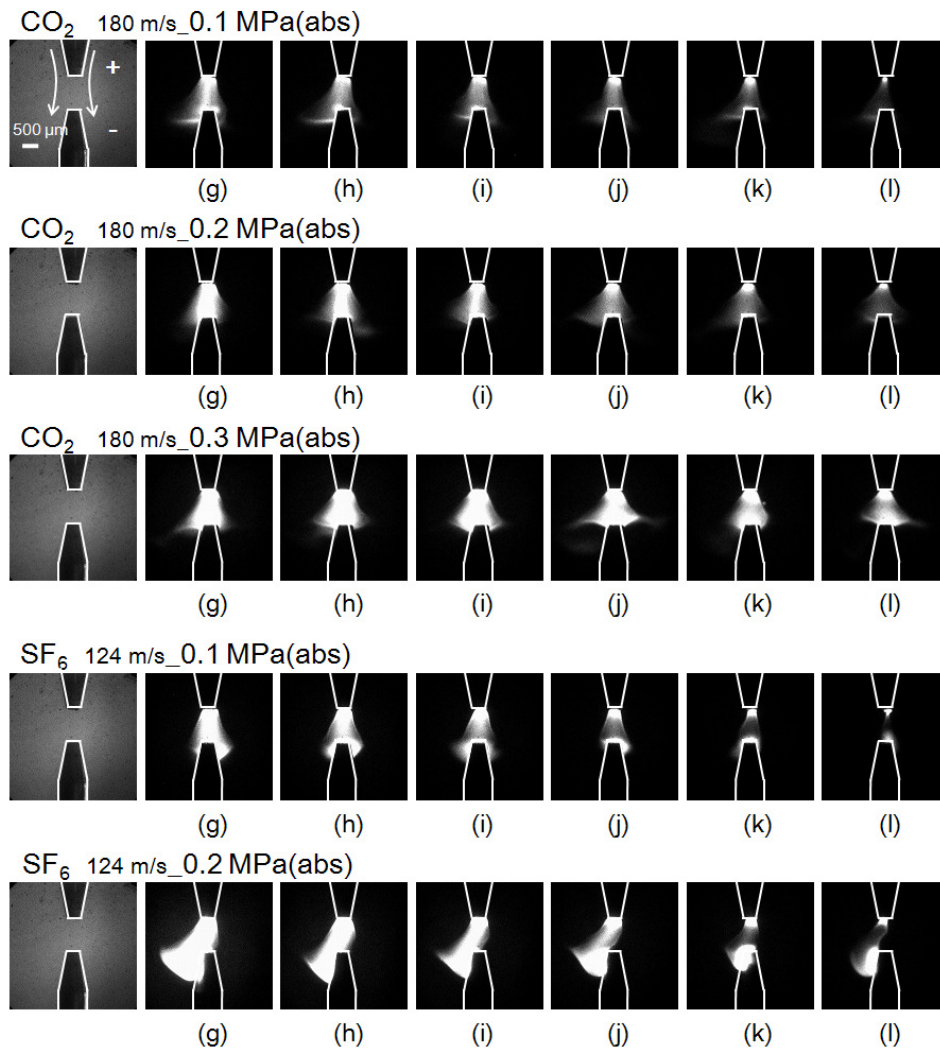 CO₂ 180 m/s_0.1 MPa(abs)
+
500 µm
-
(g) (h) (i) (j) (k) (l)
CO₂ 180 m/s_0.2 MPa(abs)
(g) (h) (i) (j) (k) (l)
CO₂ 180 m/s_0.3 MPa(abs)
(g) (h) (i) (j) (k) (l)
SF₆ 124 m/s_0.1 MPa(abs)
(g) (h) (i) (j) (k) (l)
SF₆ 124 m/s_0.2 MPa(abs)
(g) (h) (i) (j) (k) (l)